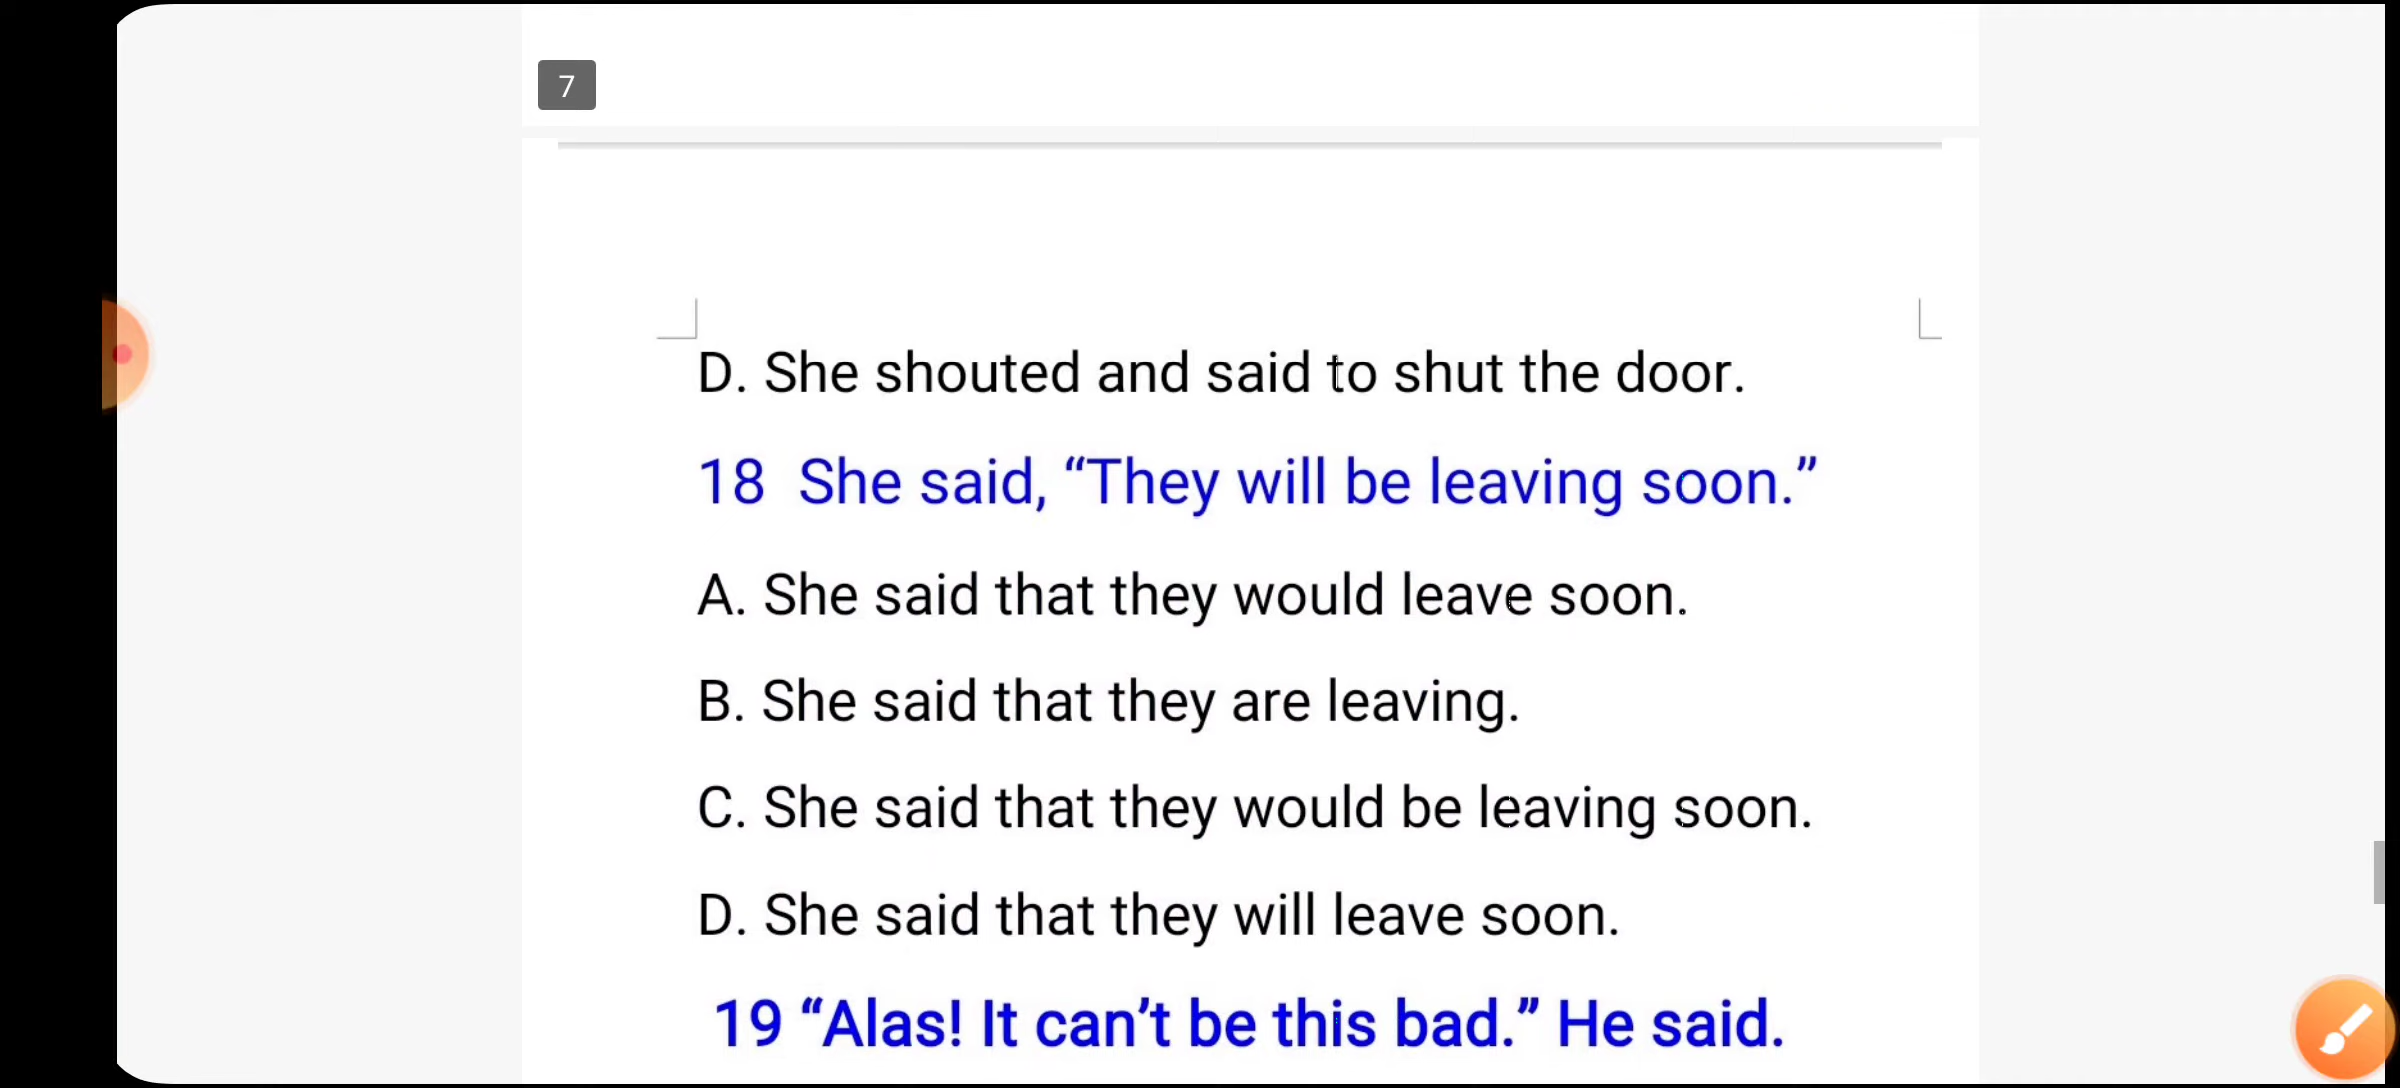 7
D. She shouted and said to shut the door.
18 She said, “They will be leaving soon.”
A. She said that they would leave soon.
B. She said that they are leaving.
C. She said that they would be leaving soon.
D. She said that they will leave soon.
19 “Alas! It can’t be this bad.” He said.